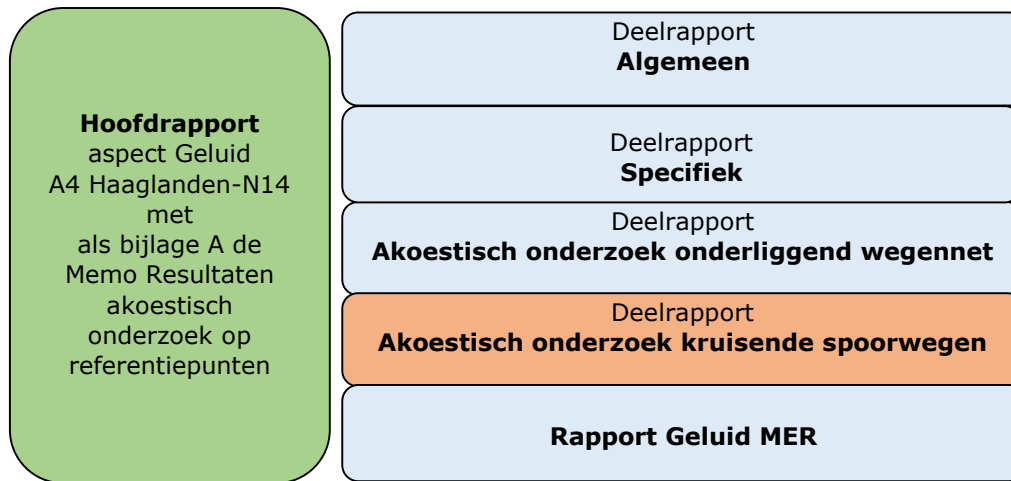 Hoofdrapport
aspect Geluid
A4 Haaglanden-N14
met
als bijlage A de
Memo Resultaten
akoestisch
onderzoek op
referentiepunten
Deelrapport
Algemeen
Deelrapport
Specifiek
Deelrapport
Akoestisch onderzoek onderliggend wegennet
Deelrapport
Akoestisch onderzoek kruisende spoorwegen
Rapport Geluid MER